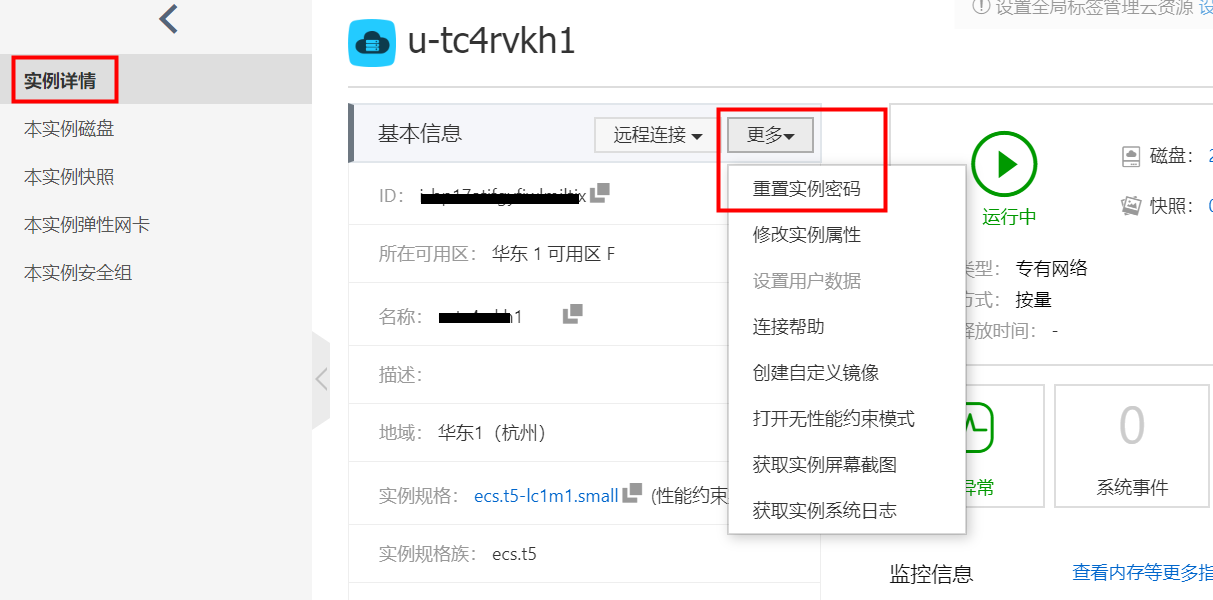 设置全局标签管理云资源 设
u-tc4rvkh1
实例详情
本实例磁盘
本实例快照
本实例弹性网卡
本实例安全组
基本信息
远程连接
更多
重置实例密码
修改实例属性
设置用户数据
连接帮助
创建自定义镜像
打开无性能约束模式
获取实例屏幕截图
获取实例系统日志
ID：
所在可用区： 华东 1 可用区 F
名称：
描述：
地域： 华东1（杭州）
实例规格： ecs.t5-lc1m1.small (性能约束
实例规格族： ecs.t5
运行中
磁盘：
快照：
类型： 专有网络
方式： 按量
释放时间： -
异常
0
系统事件
监控信息
查看内存等更多指